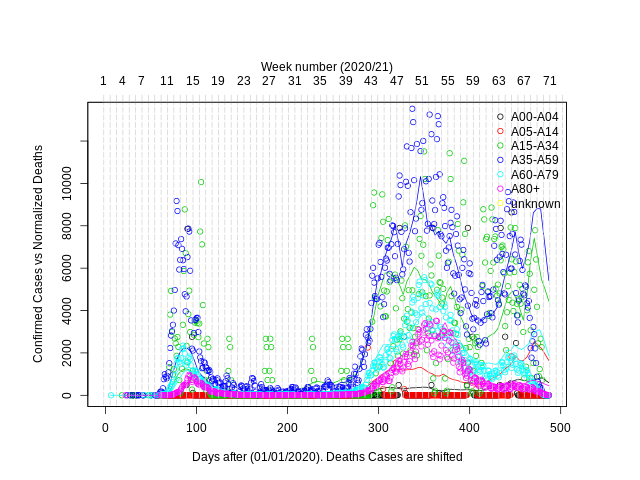 Week number (2020/21)
1 4 7 11 15 19 23 27 31 35 39 43 47 51 55 59 63 67 71
A00-A04
A05-A14
A15-A34
A35-A59
A60-A79
A80+
unknown
Confirmed Cases vs Normalized Deaths
0 2000 4000 6000 8000 10000
0 100 200 300 400 500
Days after (01/01/2020). Deaths Cases are shifted